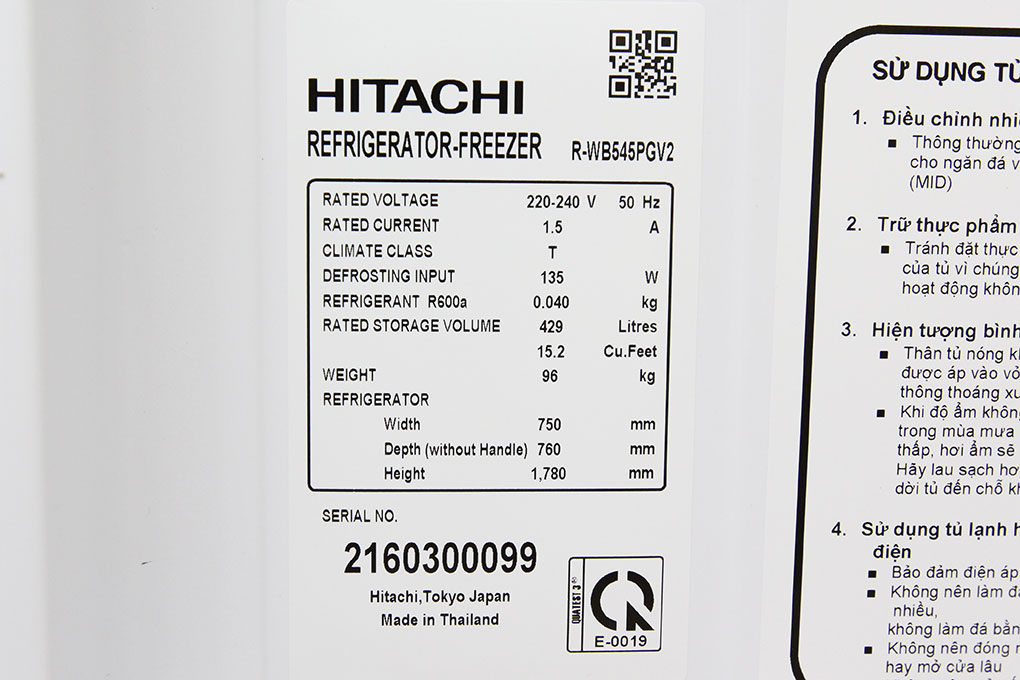 HITACHI
REFRIGERATOR-FREEZER R-WB545PGV2
RATED VOLTAGE 220-240 V 50 Hz
RATED CURRENT 1.5 A
CLIMATE CLASS T
DEFROSTING INPUT 135 W
REFRIGERANT R600a 0.040 kg
RATED STORAGE VOLUME 429 Litres
15.2 Cu.Feet
WEIGHT 96 kg
REFRIGERATOR
Width 750 mm
Depth (without Handle) 760 mm
Height 1,780 mm
SERIAL NO.
2160300099
Hitachi,Tokyo Japan
Made in Thailand
QUATEST 3®
E-0019
SỬ DỤNG TỦ
1. Điều chỉnh nhi
■ Thông thường
cho ngăn đá v
(MID)
2. Trữ thực phẩm
■ Tránh đặt thực
của tủ vì chúng
hoạt động khôn
3. Hiện tượng bình
■ Thân tủ nóng k
được áp vào vỏ
thông thoáng xu
■ Khi độ ẩm khôn
trong mùa mưa
thấp, hơi ẩm sẽ
Hãy lau sạch hơ
dời tủ đến chỗ k
4. Sử dụng tủ lạnh h
điện
■ Bảo đảm điện áp
■ Không nên làm đ
nhiều,
không làm đá bằn
■ Không nên đóng
hay mở cửa lâu